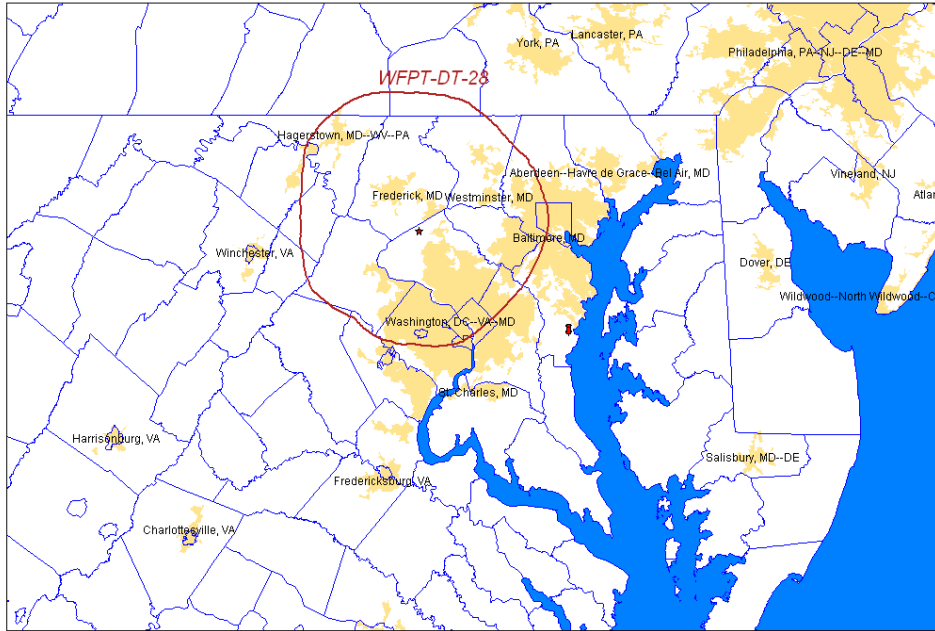 York, PA
Lancaster, PA
Philadelphia, PA--NJ--DE--MD
WFPT-DT-28
Hagerstown, MD--WV--PA
Aberdeen--Havre de Grace--Bel Air, MD
Vineland, NJ
Frederick, MD
Westminster, MD
Atlan
Baltimore, MD
Winchester, VA
Dover, DE
Wildwood--North Wildwood--C
Washington, DC--VA--MD
St. Charles, MD
Harrisonburg, VA
Salisbury, MD--DE
Fredericksburg, VA
Charlottesville, VA